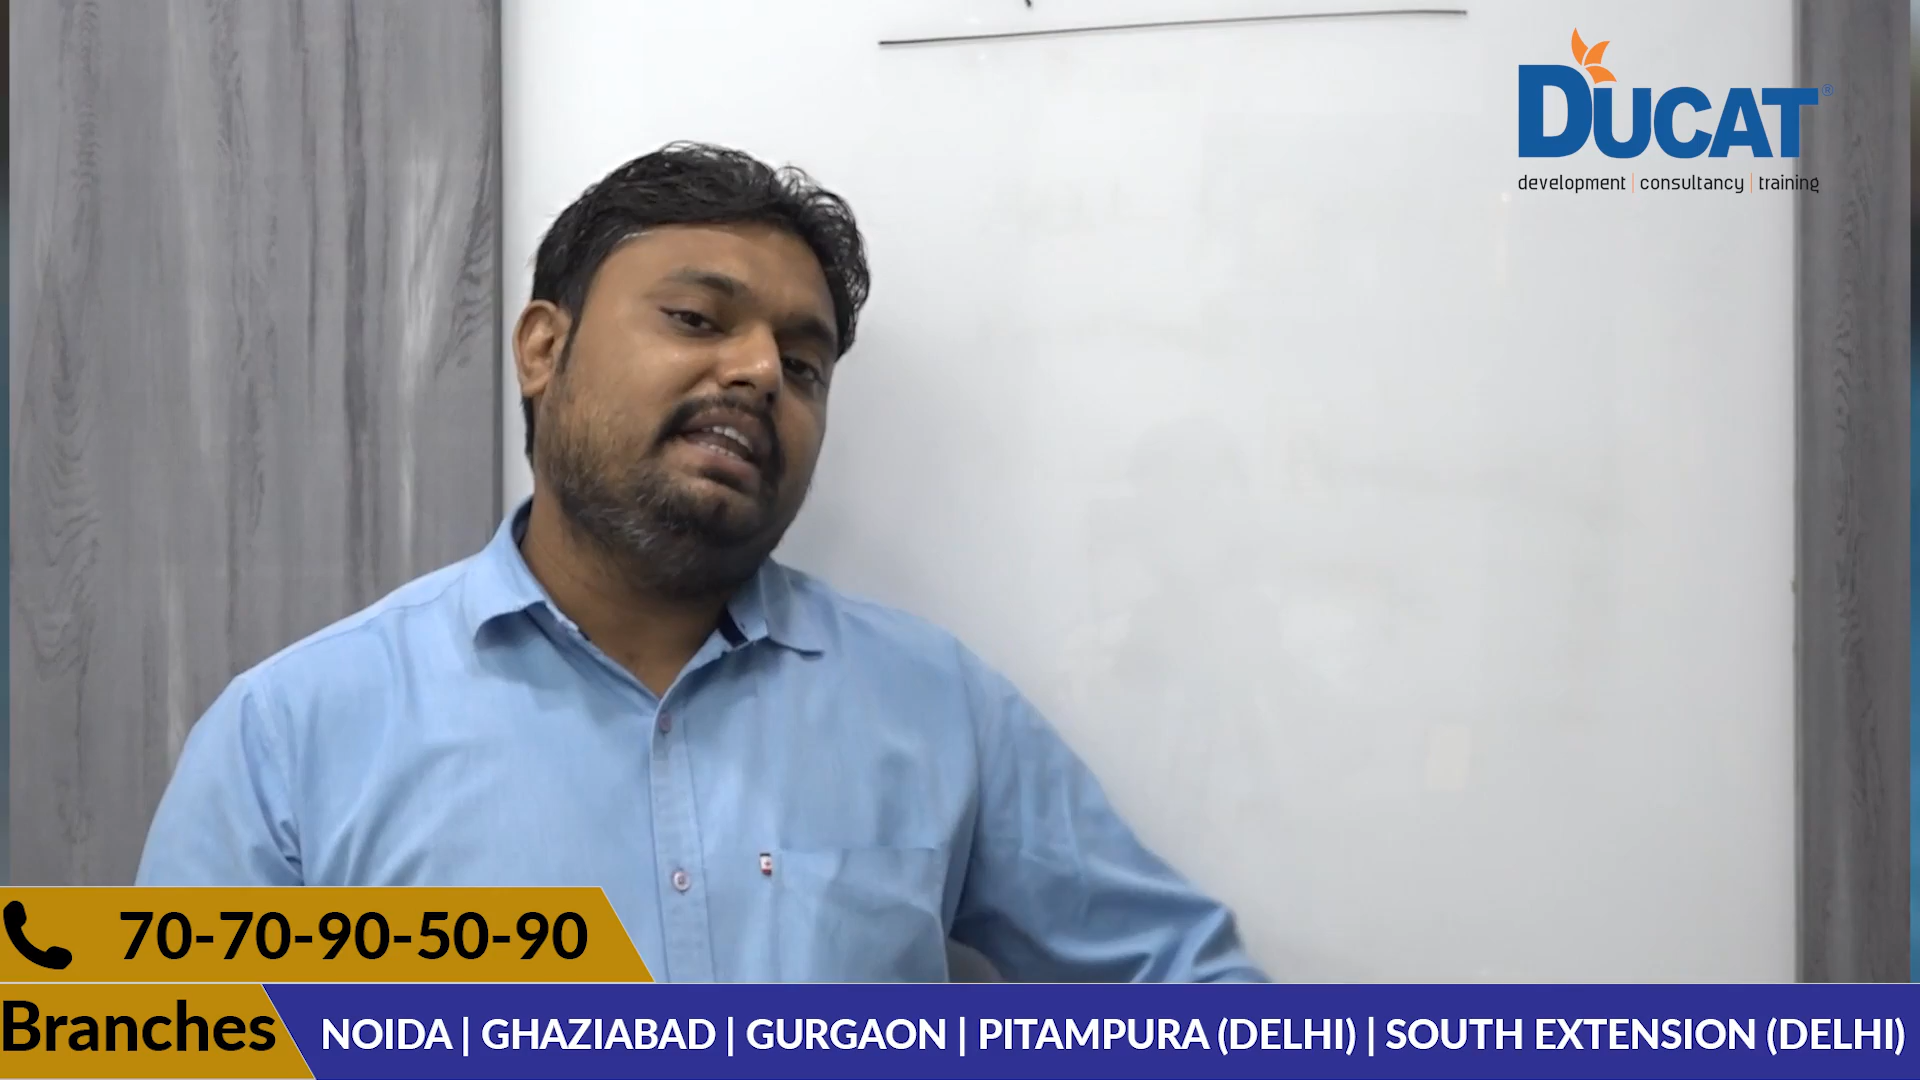 DUCAT®
development | consultancy | training
70-70-90-50-90
Branches
NOIDA | GHAZIABAD | GURGAON | PITAMPURA (DELHI) | SOUTH EXTENSION (DELHI)